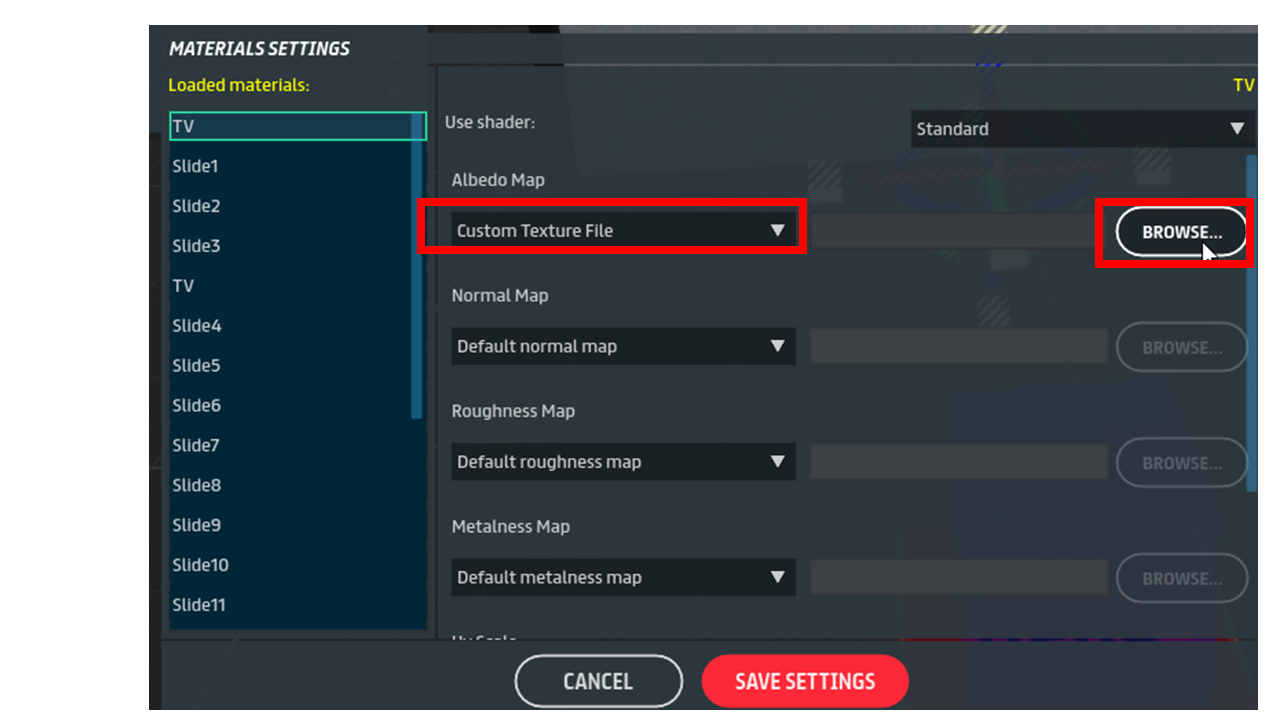 MATERIALS SETTINGS
Loaded materials:
TV
Slide1
Slide2
Slide3
TV
Slide4
Slide5
Slide6
Slide7
Slide8
Slide9
Slide10
Slide11
TV
Use shader:
Standard
Albedo Map
Custom Texture File
BROWSE...
Normal Map
Default normal map
BROWSE...
Roughness Map
Default roughness map
BROWSE...
Metalness Map
Default metalness map
BROWSE...
CANCEL
SAVE SETTINGS